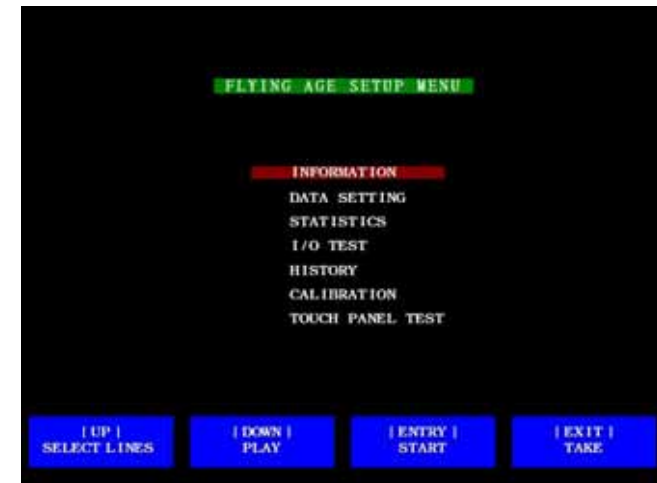 FLYING AGE SETUP MENU
INFORMATION
DATA SETTING
STATISTICS
I/O TEST
HISTORY
CALIBRATION
TOUCH PANEL TEST
[UP] [DOWN] [ENTRY] [EXIT]
SELECT LINES PLAY START TAKE